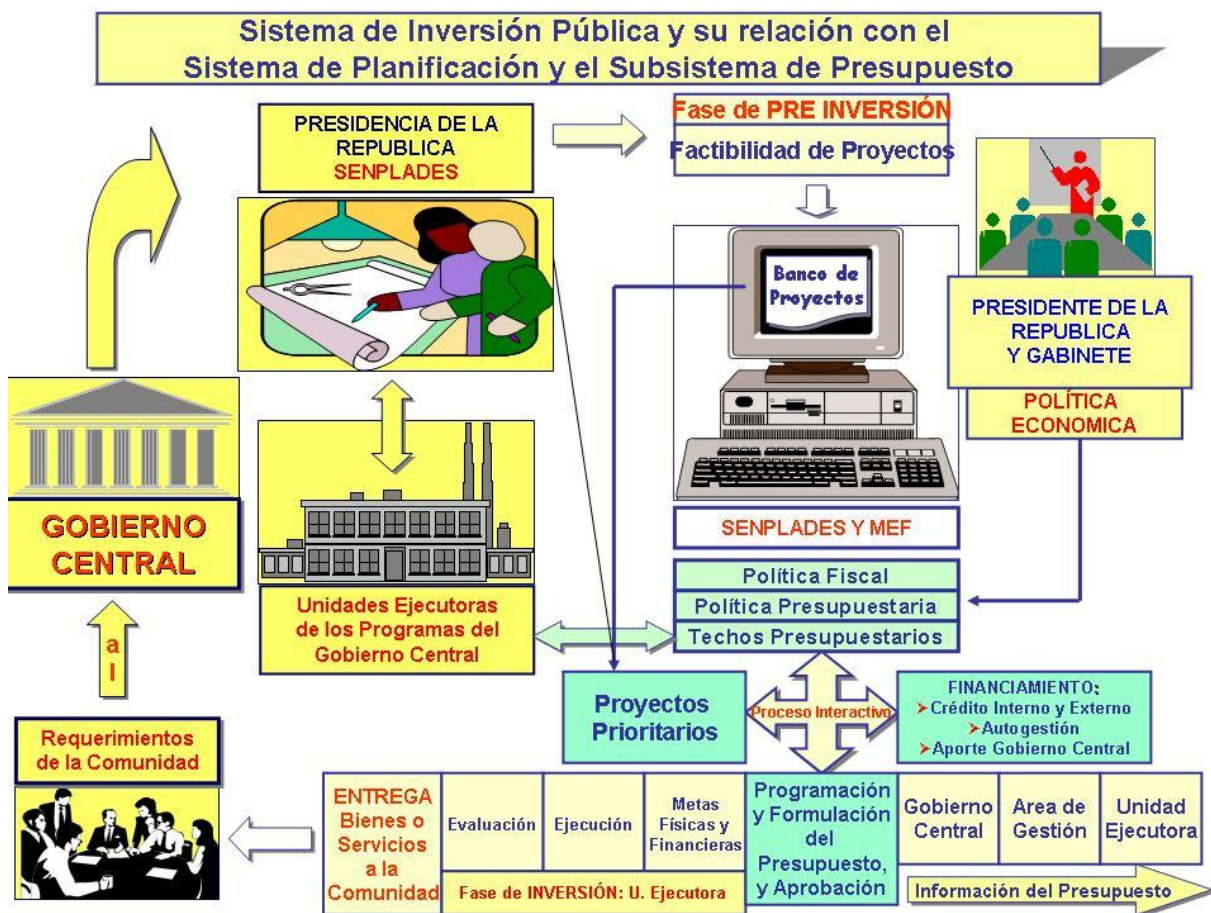 Sistema de Inversión Pública y su relación con el
Sistema de Planificación y el Subsistema de Presupuesto
PRESIDENCIA DE LA
REPUBLICA
SENPLADES
Fase de PRE INVERSIÓN
Factibilidad de Proyectos
Banco de
Proyectos
PRESIDENTE DE LA
REPUBLICA
Y GABINETE
POLÍTICA
ECONOMICA
GOBIERNO
CENTRAL
SENPLADES Y MEF
Política Fiscal
Política Presupuestaria
Techos Presupuestarios
Unidades Ejecutoras
de los Programas del
Gobierno Central
a
l
Proyectos
Prioritarios
Proceso Interactivo
FINANCIAMIENTO:
Crédito Interno y Externo
Autogestión
Aporte Gobierno Central
Requerimientos
de la Comunidad
ENTREGA
Bienes o
Servicios
a la
Comunidad
Evaluación
Ejecución
Metas
Físicas y
Financieras
Fase de INVERSIÓN: U. Ejecutora
Programación
y Formulación
del
Presupuesto,
y Aprobación
Gobierno
Central
Area de
Gestión
Unidad
Ejecutora
Información del Presupuesto